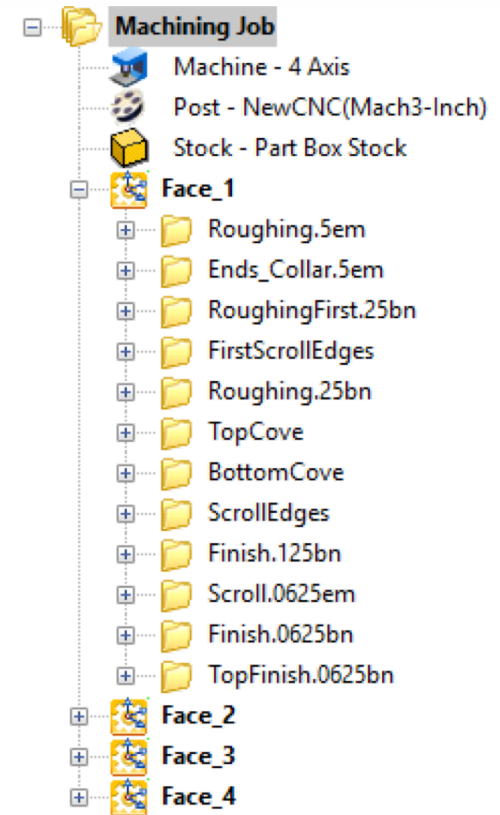 Machining Job
Machine - 4 Axis
Post - NewCNC(Mach3-Inch)
Stock - Part Box Stock
Face_1
Roughing.5em
Ends_Collar.5em
RoughingFirst.25bn
FirstScrollEdges
Roughing.25bn
TopCove
BottomCove
ScrollEdges
Finish.125bn
Scroll.0625em
Finish.0625bn
TopFinish.0625bn
Face_2
Face_3
Face_4